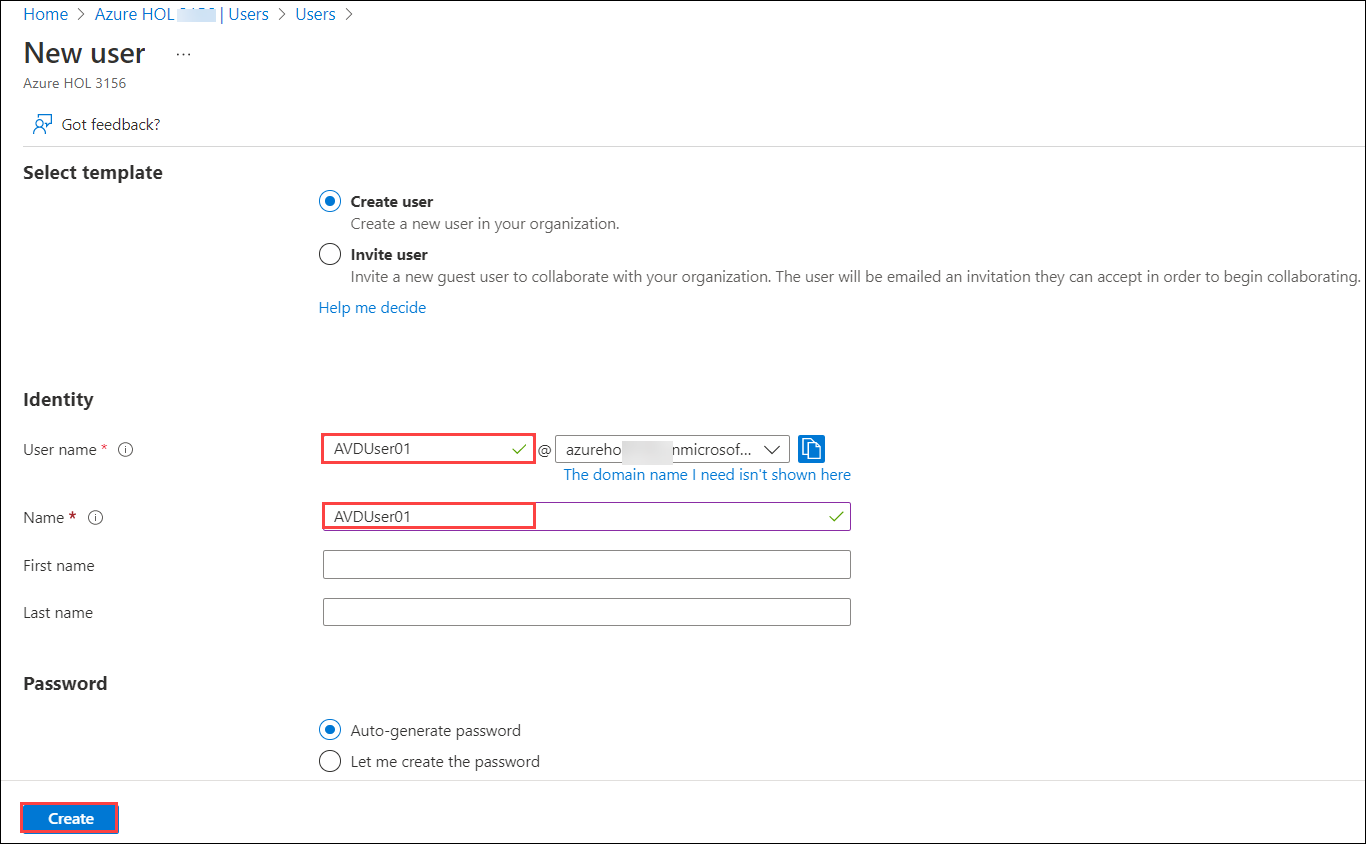 Home > Azure HOL | Users > Users >
New user ...
Azure HOL 3156
Got feedback?
Select template
Create user
Create a new user in your organization.
Invite user
Invite a new guest user to collaborate with your organization. The user will be emailed an invitation they can accept in order to begin collaborating.
Help me decide
Identity
User name * AVDUser01 @ azureho nmicrosof...
The domain name I need isn't shown here
Name * AVDUser01
First name
Last name
Password
Auto-generate password
Let me create the password
Create